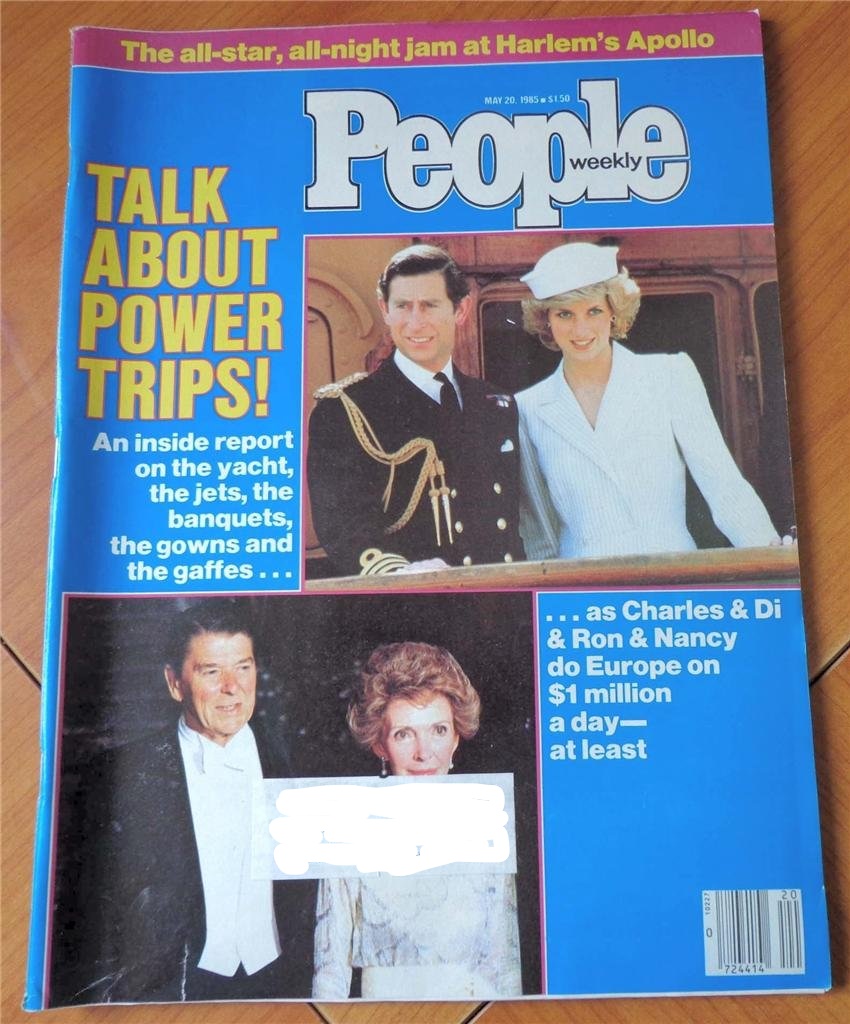 The all-star, all-night jam at Harlem's Apollo
MAY 20, 1985 ■ $1.50
People
weekly
TALK
ABOUT
POWER
TRIPS!
An inside report
on the yacht,
the jets, the
banquets,
the gowns and
the gaffes . . .
. . . as Charles & Di
& Ron & Nancy
do Europe on
$1 million
a day—
at least
20
10227
0
724414